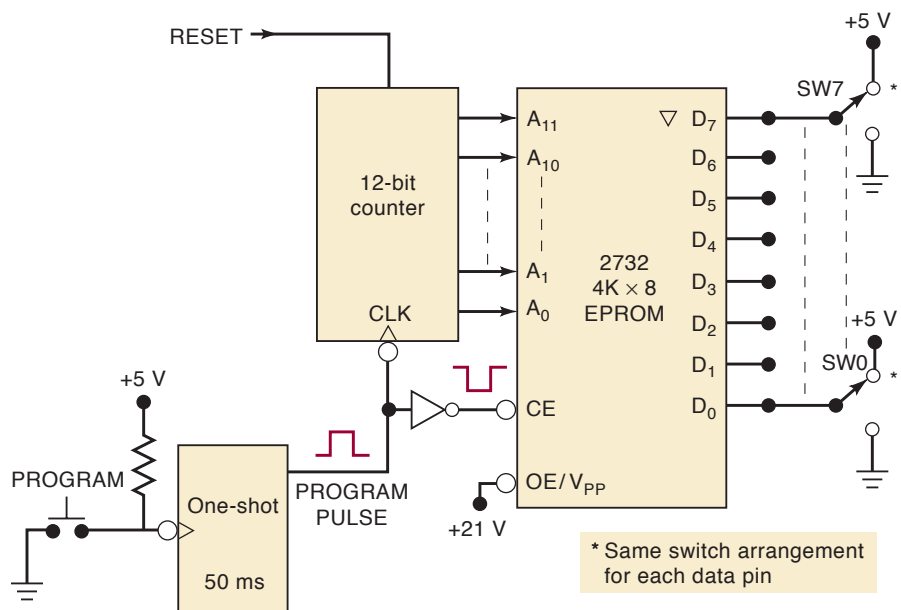 +5 V
RESET
SW7
*
A11
D7
A10
D6
12-bit
counter
D5
D4
2732
4K × 8
EPROM
A1
D3
A0
D2
CLK
+5 V
D1
SW0
*
+5 V
CE
D0
PROGRAM
One-shot
PROGRAM
PULSE
OE/VPP
+21 V
50 ms
* Same switch arrangement
for each data pin